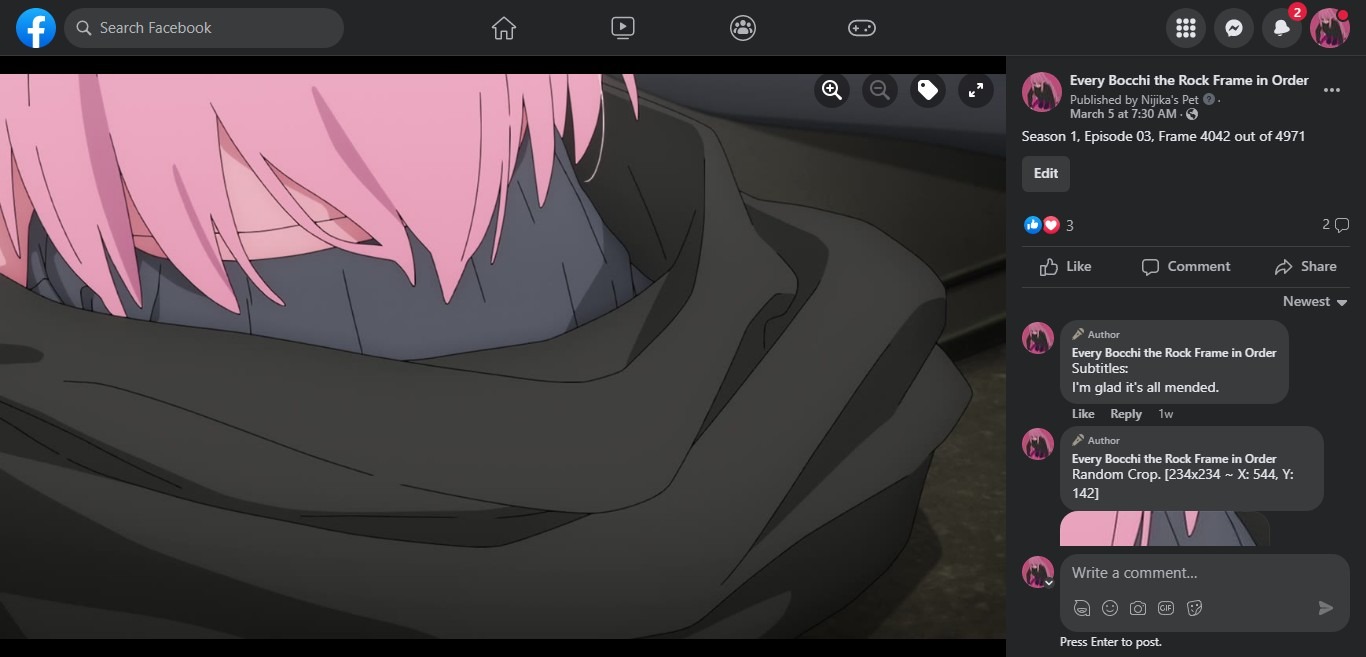 Search Facebook
2
Every Bocchi the Rock Frame in Order
Published by Nijika's Pet ·
March 5 at 7:30 AM ·
Season 1, Episode 03, Frame 4042 out of 4971
Edit
3
2
Like
Comment
Share
Newest
Author
Every Bocchi the Rock Frame in Order
Subtitles:
I'm glad it's all mended.
Like Reply 1w
Author
Every Bocchi the Rock Frame in Order
Random Crop. [234x234 ~ X: 544, Y:
142]
Write a comment...
GIF
Press Enter to post.